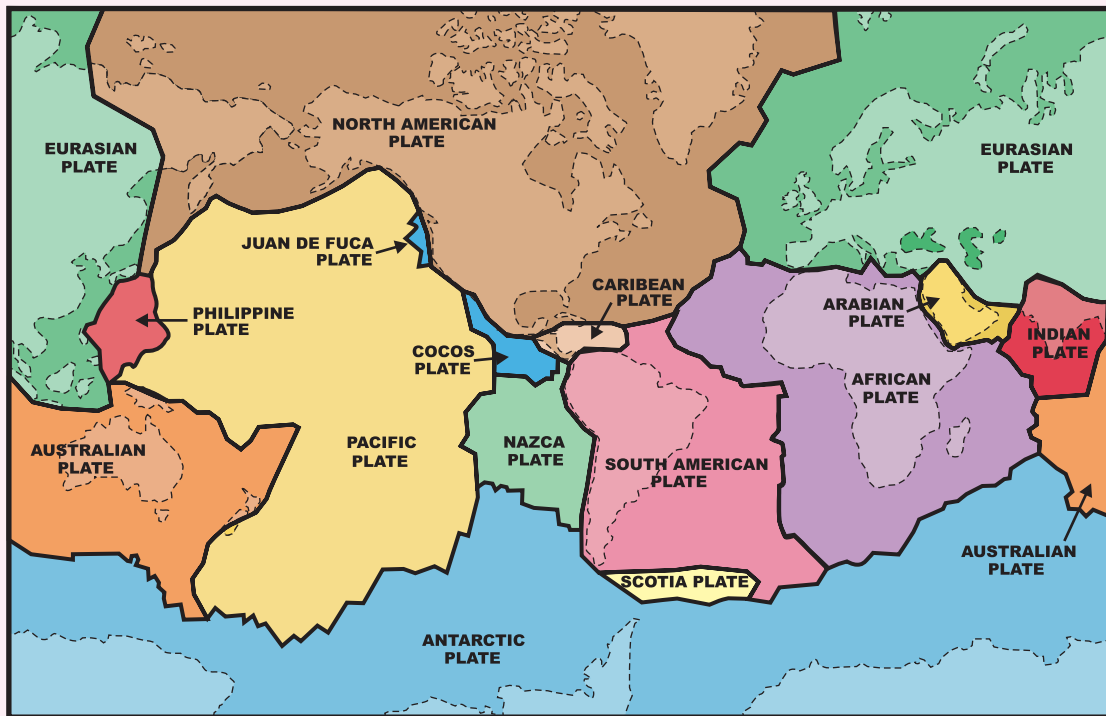 NORTH AMERICAN
PLATE
EURASIAN
PLATE
EURASIAN
PLATE
JUAN DE FUCA
PLATE
CARIBEAN
PLATE
ARABIAN
PLATE
PHILIPPINE
PLATE
INDIAN
PLATE
COCOS
PLATE
AFRICAN
PLATE
AUSTRALIAN
PLATE
PACIFIC
PLATE
NAZCA
PLATE
SOUTH AMERICAN
PLATE
AUSTRALIAN
PLATE
SCOTIA PLATE
ANTARCTIC
PLATE